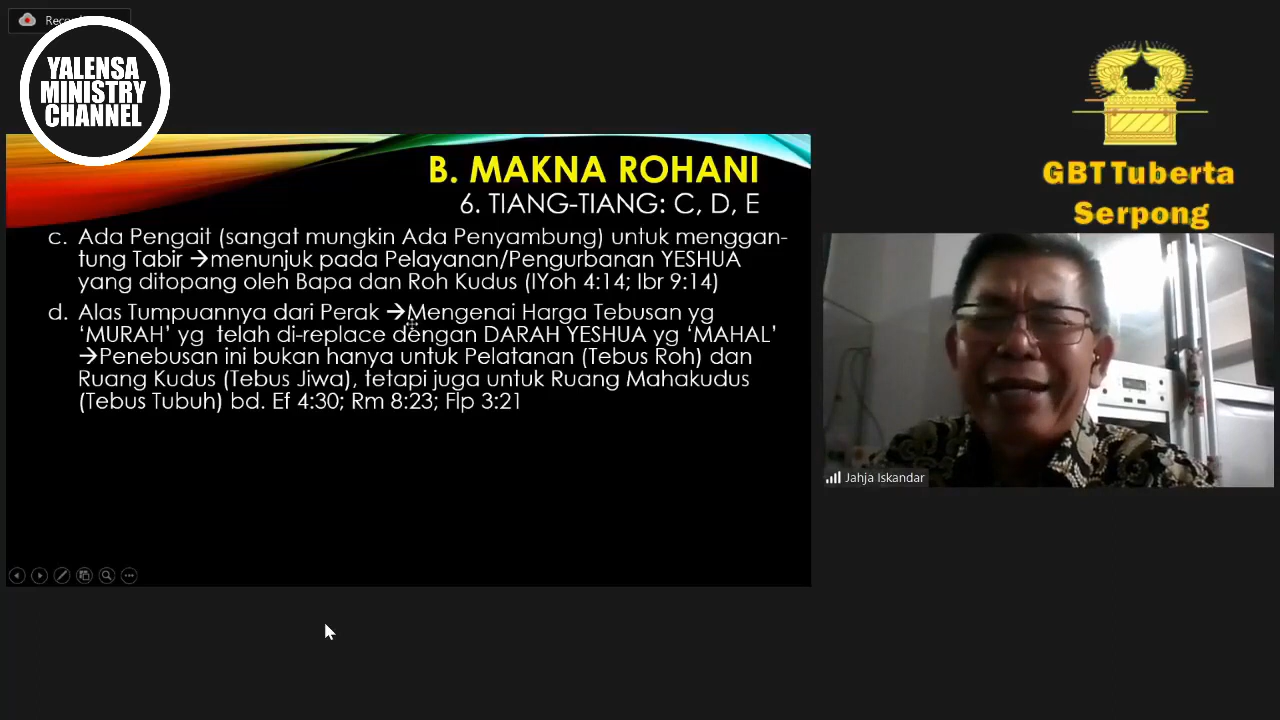 YALENSA
MINISTRY
CHANNEL
B. MAKNA ROHANI
6. TIANG-TIANG: C, D, E
c. Ada Pengait (sangat mungkin Ada Penyambung) untuk menggan-
tung Tabir →menunjuk pada Pelayanan/Pengurbanan YESHUA
yang ditopang oleh Bapa dan Roh Kudus (IYoh 4:14; Ibr 9:14)
d. Alas Tumpuannya dari Perak →Mengenai Harga Tebusan yg
‘MURAH’ yg telah di-replace dengan DARAH YESHUA yg ‘MAHAL’
→Penebusan ini bukan hanya untuk Pelatanan (Tebus Roh) dan
Ruang Kudus (Tebus Jiwa), tetapi juga untuk Ruang Mahakudus
(Tebus Tubuh) bd. Ef 4:30; Rm 8:23; Flp 3:21
GBT Tuberta
Serpong
Jahja Iskandar